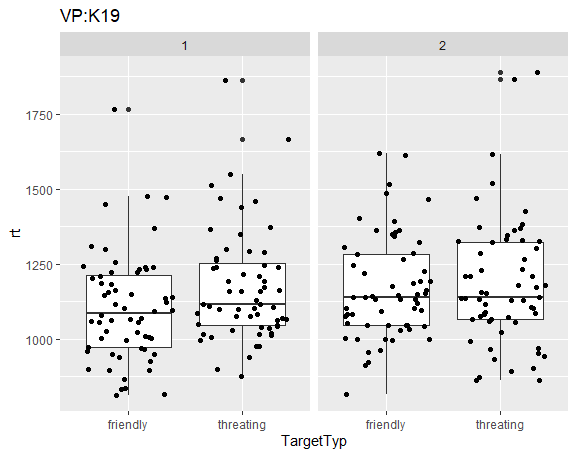 VP:K19
1 2
rt
1750
1500
1250
1000
friendly threating friendly threating
TargetTyp